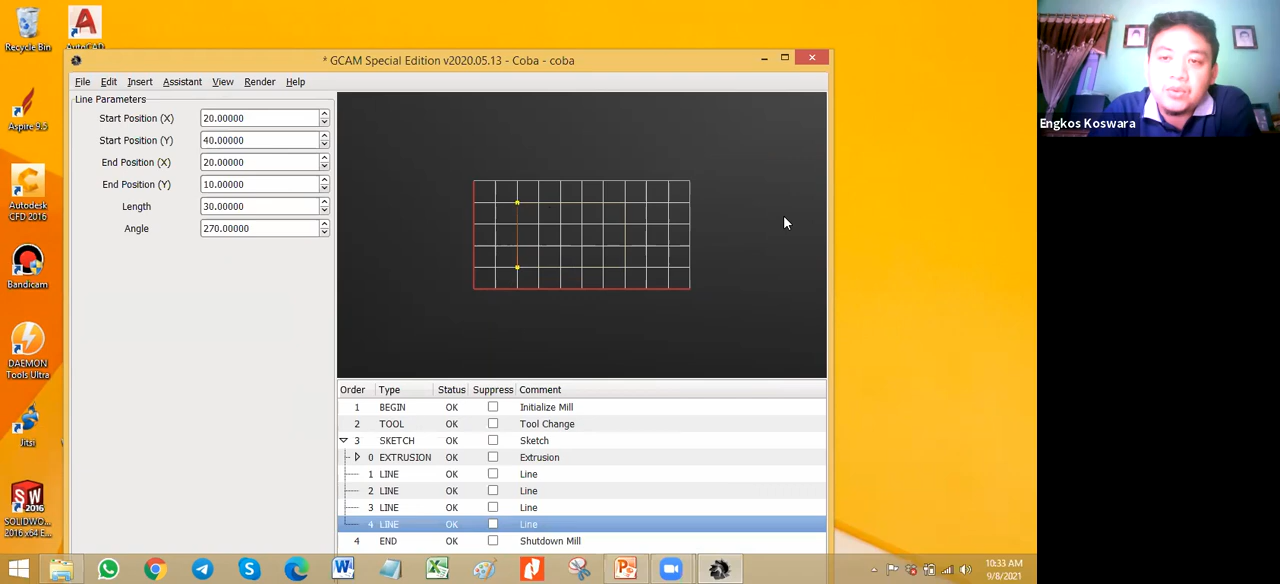 Recycle Bin
AutoCAD
Aspire 9.5
Autodesk
CFD 2016
Bandicam
DAEMON
Tools Ultra
Jitsi
SOLIDWO...
2016 x64 E...
* GCAM Special Edition v2020.05.13 - Coba - coba
File Edit Insert Assistant View Render Help
Line Parameters
Start Position (X) 20.00000
Start Position (Y) 40.00000
End Position (X) 20.00000
End Position (Y) 10.00000
Length 30.00000
Angle 270.00000
Order Type Status Suppress Comment
1 BEGIN OK Initialize Mill
2 TOOL OK Tool Change
3 SKETCH OK Sketch
0 EXTRUSION OK Extrusion
1 LINE OK Line
2 LINE OK Line
3 LINE OK Line
4 LINE OK Line
4 END OK Shutdown Mill
Engkos Koswara
10:33 AM
9/8/2021